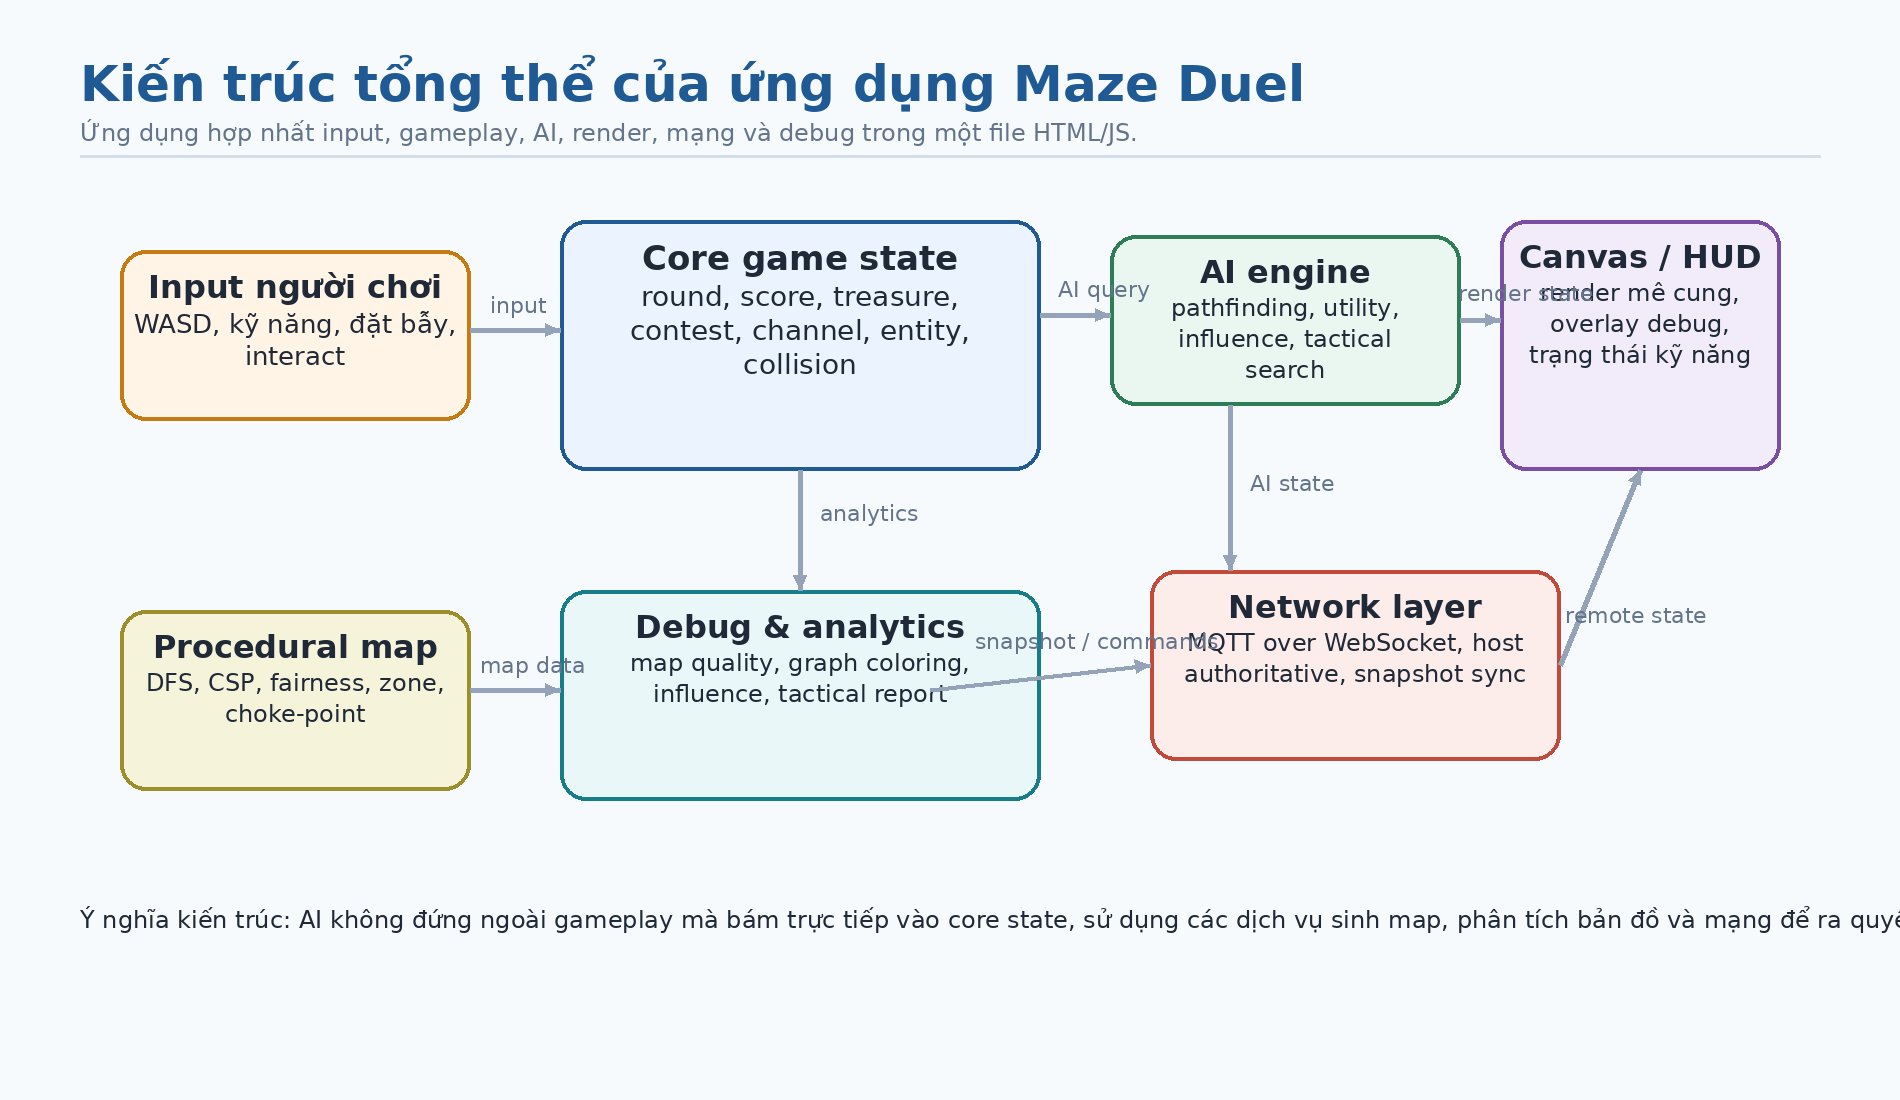 Kiến trúc tổng thể của ứng dụng Maze Duel
Ứng dụng hợp nhất input, gameplay, AI, render, mạng và debug trong một file HTML/JS.
Input người chơi
WASD, kỹ năng, đặt bẫy,
interact
input
Core game state
round, score, treasure,
contest, channel, entity,
collision
AI query
AI engine
pathfinding, utility,
influence, tactical
search
render state
Canvas / HUD
render mê cung,
overlay debug,
trạng thái kỹ năng
analytics
AI state
Procedural map
DFS, CSP, fairness, zone,
choke-point
map data
Debug & analytics
map quality, graph coloring,
influence, tactical report
snapshot / commands
Network layer
MQTT over WebSocket, host
authoritative, snapshot sync
remote state
Ý nghĩa kiến trúc: AI không đứng ngoài gameplay mà bám trực tiếp vào core state, sử dụng các dịch vụ sinh map, phân tích bản đồ và mạng để ra